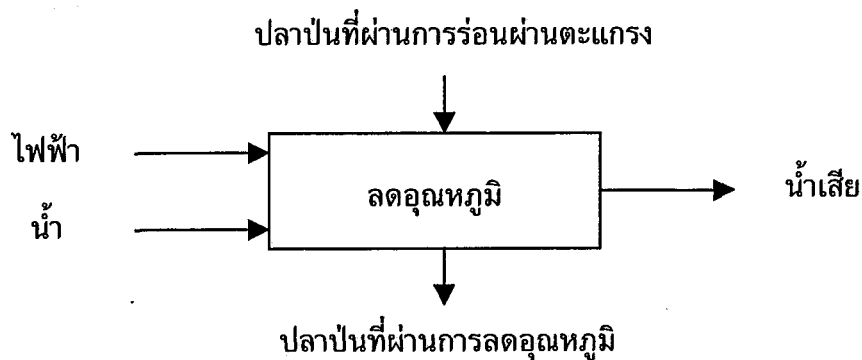 ปลาป่นที่ผ่านการร่อนผ่านตะแกรง
ไฟฟ้า
ลดอุณหภูมิ
น้ำเสีย
น้ำ
ปลาป่นที่ผ่านการลดอุณหภูมิ